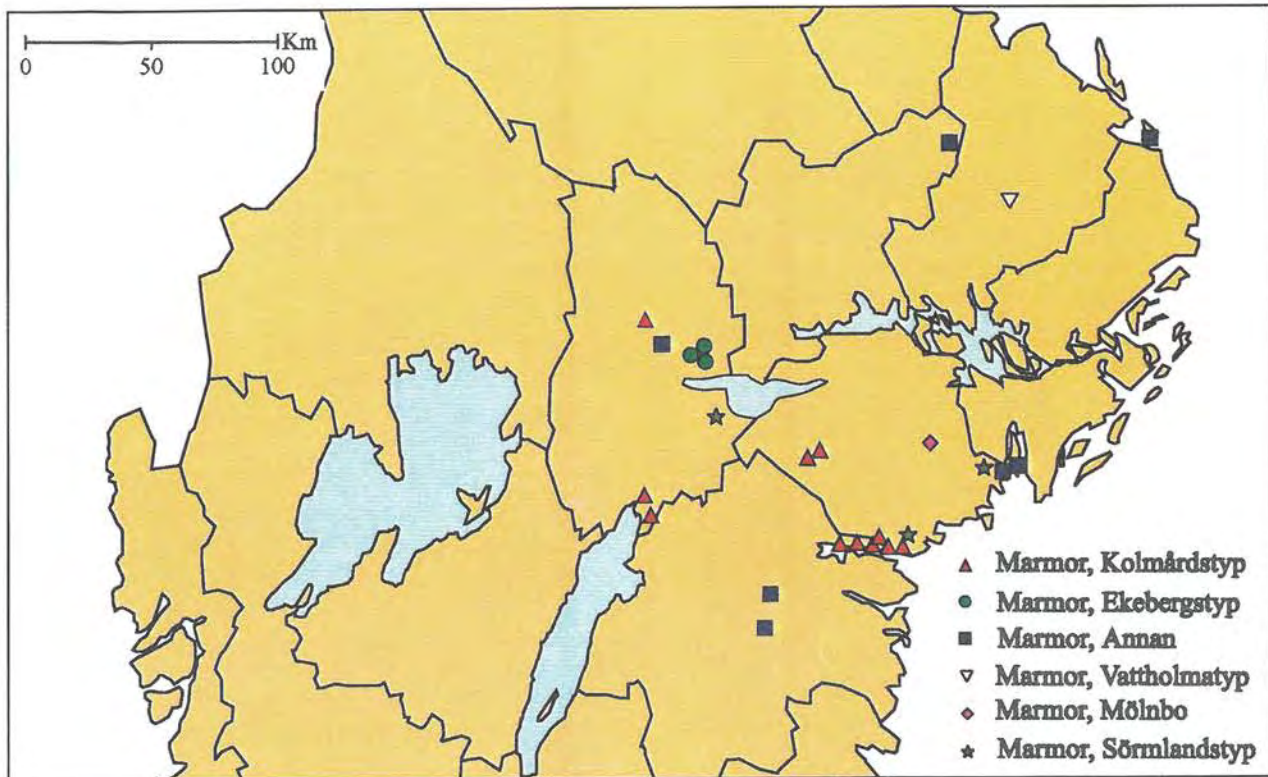 Km
0 50 100
Marmor, Kolmårdstyp
Marmor, Ekebergstyp
Marmor, Annan
Marmor, Vattholmatyp
Marmor, Mölnbo
Marmor, Sörmlandstyp